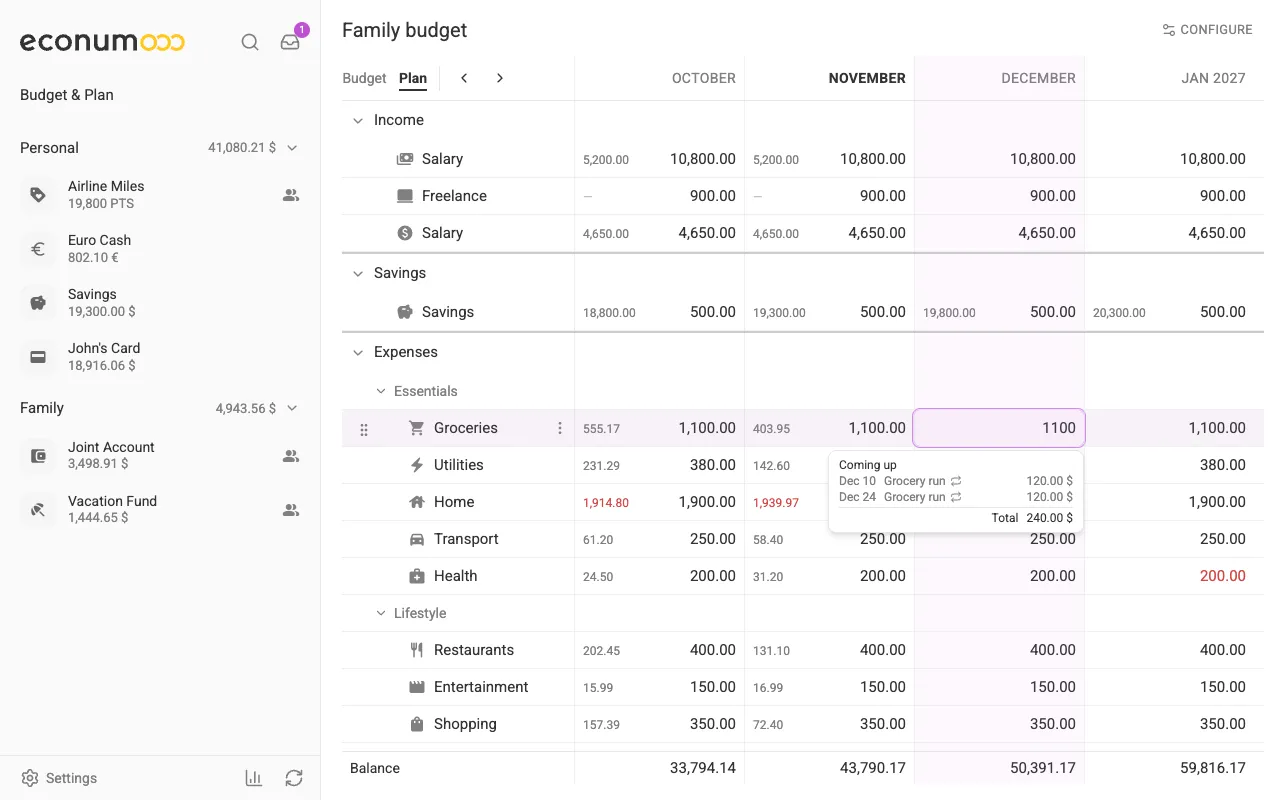 econumooo
1
Budget & Plan
Personal 41,080.21 $
Airline Miles
19,800 PTS
Euro Cash
802.10 €
Savings
19,300.00 $
John's Card
18,916.06 $
Family 4,943.56 $
Joint Account
3,498.91 $
Vacation Fund
1,444.65 $
Settings
Family budget CONFIGURE
Budget Plan OCTOBER NOVEMBER DECEMBER JAN 2027
Income
Salary 5,200.00 10,800.00 5,200.00 10,800.00 10,800.00 10,800.00
Freelance – 900.00 – 900.00 900.00 900.00
Salary 4,650.00 4,650.00 4,650.00 4,650.00 4,650.00 4,650.00
Savings
Savings 18,800.00 500.00 19,300.00 500.00 19,800.00 500.00 20,300.00 500.00
Expenses
Essentials
Groceries 555.17 1,100.00 403.95 1,100.00 1100 1,100.00
Utilities 231.29 380.00 142.60 380.00
Home 1,914.80 1,900.00 1,939.97 1,900.00
Coming up
Dec 10 Grocery run 120.00 $
Dec 24 Grocery run 120.00 $
Total 240.00 $
Transport 61.20 250.00 58.40 250.00 250.00 250.00
Health 24.50 200.00 31.20 200.00 200.00 200.00
Lifestyle
Restaurants 202.45 400.00 131.10 400.00 400.00 400.00
Entertainment 15.99 150.00 16.99 150.00 150.00 150.00
Shopping 157.39 350.00 72.40 350.00 350.00 350.00
Balance 33,794.14 43,790.17 50,391.17 59,816.17